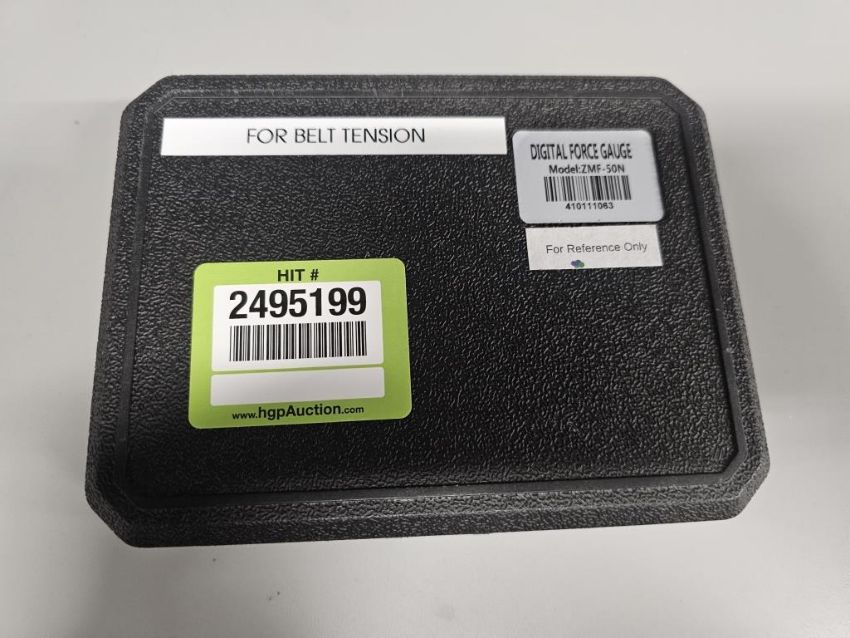 FOR BELT TENSION
DIGITAL FORCE GAUGE
Model:ZMF-50N
410111063
For Reference Only
HIT #
2495199
www.hgpAuction.com